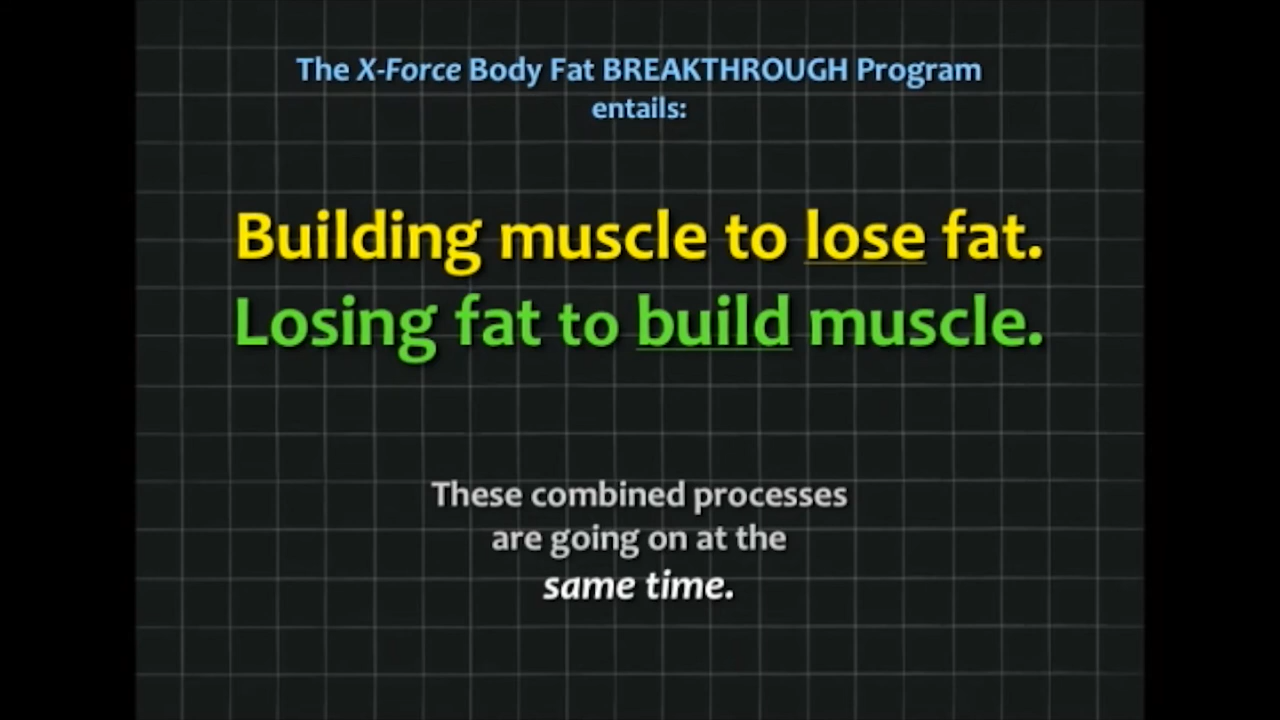 The X-Force Body Fat BREAKTHROUGH Program
entails:
Building muscle to lose fat.
Losing fat to build muscle.
These combined processes
are going on at the
same time.